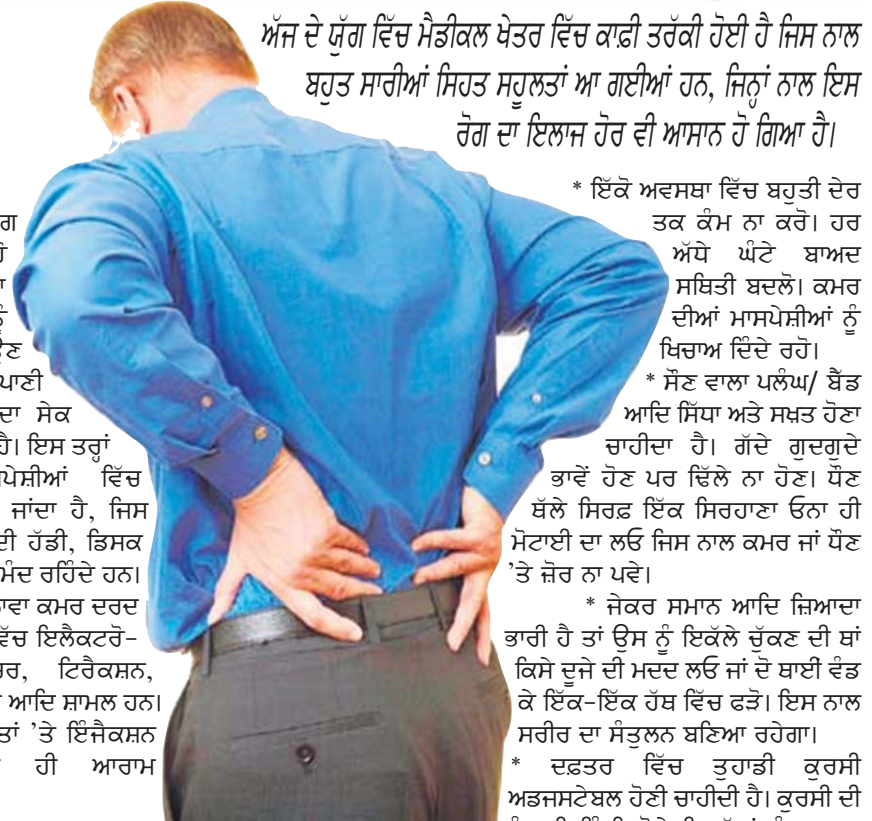 ਅੱਜ ਦੇ ਯੁੱਗ ਵਿੱਚ ਮੈਡੀਕਲ ਖੇਤਰ ਵਿੱਚ ਕਾਫ਼ੀ ਤਰੱਕੀ ਹੋਈ ਹੈ ਜਿਸ ਨਾਲ
ਬਹੁਤ ਸਾਰੀਆਂ ਸਿਹਤ ਸਹੂਲਤਾਂ ਆ ਗਈਆਂ ਹਨ, ਜਿਨ੍ਹਾਂ ਨਾਲ ਇਸ
ਰੋਗ ਦਾ ਇਲਾਜ ਹੋਰ ਵੀ ਆਸਾਨ ਹੋ ਗਿਆ ਹੈ।
ਪਾਣੀ
ਦਾ ਸੇਕ
ਹੈ। ਇਸ ਤਰ੍ਹਾਂ
ਵਿੱਚ
ਜਾਂਦਾ ਹੈ, ਜਿਸ
ਦੀ ਹੱਡੀ, ਡਿਸਕ
ਰਹਿੰਦੇ ਹਨ।
ਕਮਰ ਦਰਦ
ਵਿੱਚ ਇਲੈਕਟਰੋ-
ਟਿਰੈਕਸ਼ਨ,
ਆਦਿ ਸ਼ਾਮਲ ਹਨ।
’ਤੇ ਇੰਜੈਕਸ਼ਨ
ਹੀ ਆਰਾਮ
* ਇੱਕੋ ਅਵਸਥਾ ਵਿੱਚ ਬਹੁਤੀ ਦੇਰ
ਤਕ ਕੰਮ ਨਾ ਕਰੋ। ਹਰ
ਅੱਧੇ ਘੰਟੇ ਬਾਅਦ
ਸਥਿਤੀ ਬਦਲੋ। ਕਮਰ
ਦੀਆਂ ਮਾਸਪੇਸ਼ੀਆਂ ਨੂੰ
ਖਿਚਾਅ ਦਿੰਦੇ ਰਹੋ।
* ਸੌਣ ਵਾਲਾ ਪਲੰਘ/ ਬੈੱਡ
ਆਦਿ ਸਿੱਧਾ ਅਤੇ ਸਖ਼ਤ ਹੋਣਾ
ਚਾਹੀਦਾ ਹੈ। ਗੱਦੇ ਗੁਦਗੁਦੇ
ਭਾਵੇਂ ਹੋਣ ਪਰ ਢਿੱਲੇ ਨਾ ਹੋਣ। ਧੌਣ
ਥੱਲੇ ਸਿਰਫ਼ ਇੱਕ ਸਿਰਹਾਣਾ ਓਨਾ ਹੀ
ਮੋਟਾਈ ਦਾ ਲਓ ਜਿਸ ਨਾਲ ਕਮਰ ਜਾਂ ਧੌਣ
’ਤੇ ਜ਼ੋਰ ਨਾ ਪਵੇ।
* ਜੇਕਰ ਸਮਾਨ ਆਦਿ ਜ਼ਿਆਦਾ
ਭਾਰੀ ਹੈ ਤਾਂ ਉਸ ਨੂੰ ਇਕੱਲੇ ਚੁੱਕਣ ਦੀ ਥਾਂ
ਕਿਸੇ ਦੂਜੇ ਦੀ ਮਦਦ ਲਓ ਜਾਂ ਦੋ ਥਾਈਂ ਵੰਡ
ਕੇ ਇੱਕ-ਇੱਕ ਹੱਥ ਵਿੱਚ ਫੜੋ। ਇਸ ਨਾਲ
ਸਰੀਰ ਦਾ ਸੰਤੁਲਨ ਬਣਿਆ ਰਹੇਗਾ।
* ਦਫ਼ਤਰ ਵਿੱਚ ਤੁਹਾਡੀ ਕੁਰਸੀ
ਅਡਜਸਟੇਬਲ ਹੋਣੀ ਚਾਹੀਦੀ ਹੈ। ਕੁਰਸੀ ਦੀ